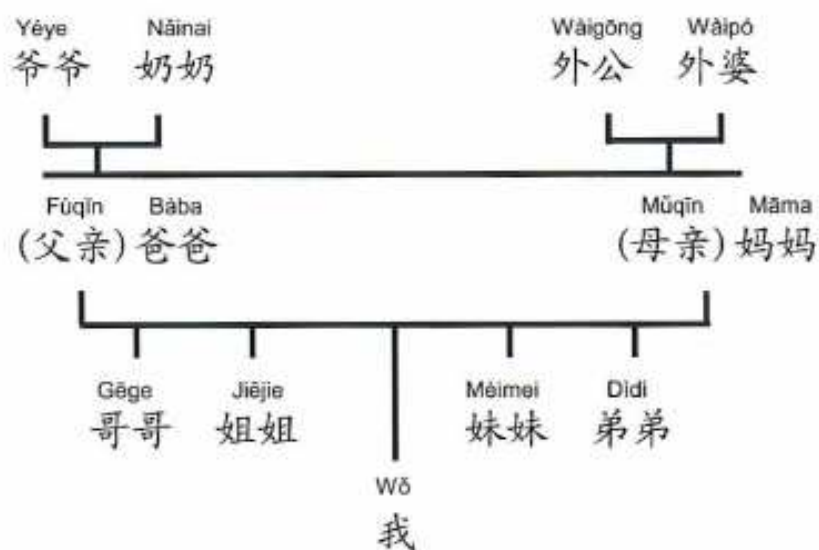 Yéye Nǎinai Wàigōng Wàipó
爷爷 奶奶 外公 外婆
Fùqīn Bàba Mǔqīn Māma
(父亲)爸爸 (母亲)妈妈
Gēge Jiějie Mèimei Dìdi
哥哥 姐姐 妹妹 弟弟
Wǒ
我